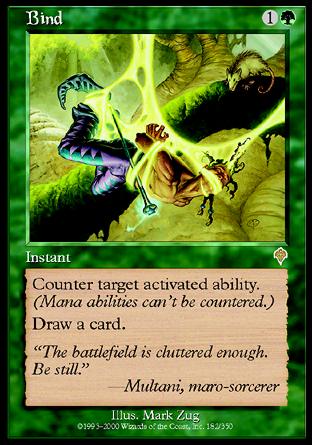 Bind 1
Instant
Counter target activated ability.
(Mana abilities can't be countered.)
Draw a card.
"The battlefield is cluttered enough.
Be still."
—Multani, maro-sorcerer
Illus. Mark Zug
©1993–2000 Wizards of the Coast, Inc. 182/350